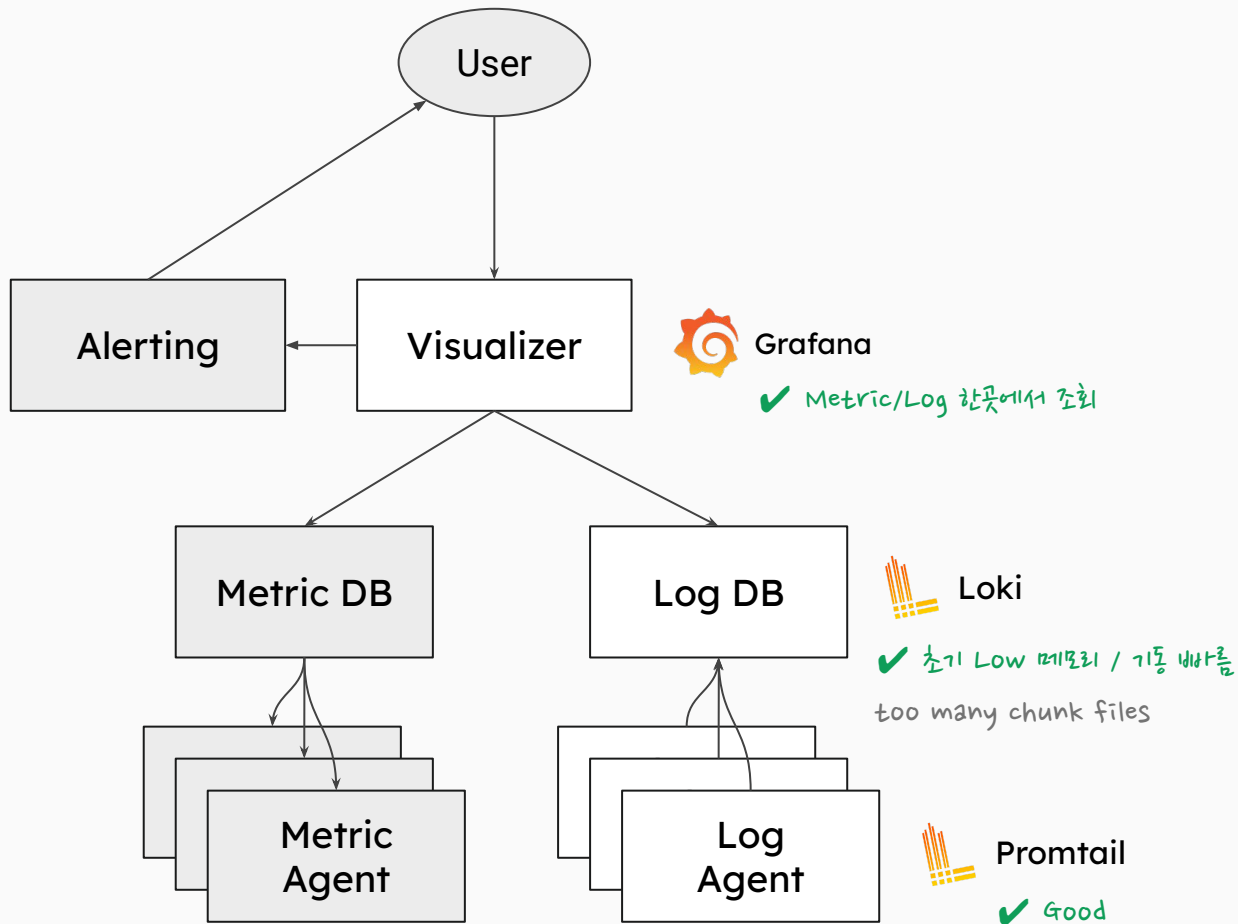 User
Alerting
Visualizer
Grafana
✔ Metric/Log 한곳에서 조회
Metric DB
Log DB
Loki
✔ 초기 Low 메모리 / 기동 빠름
too many chunk files
Metric
Agent
Log
Agent
Promtail
✔ Good